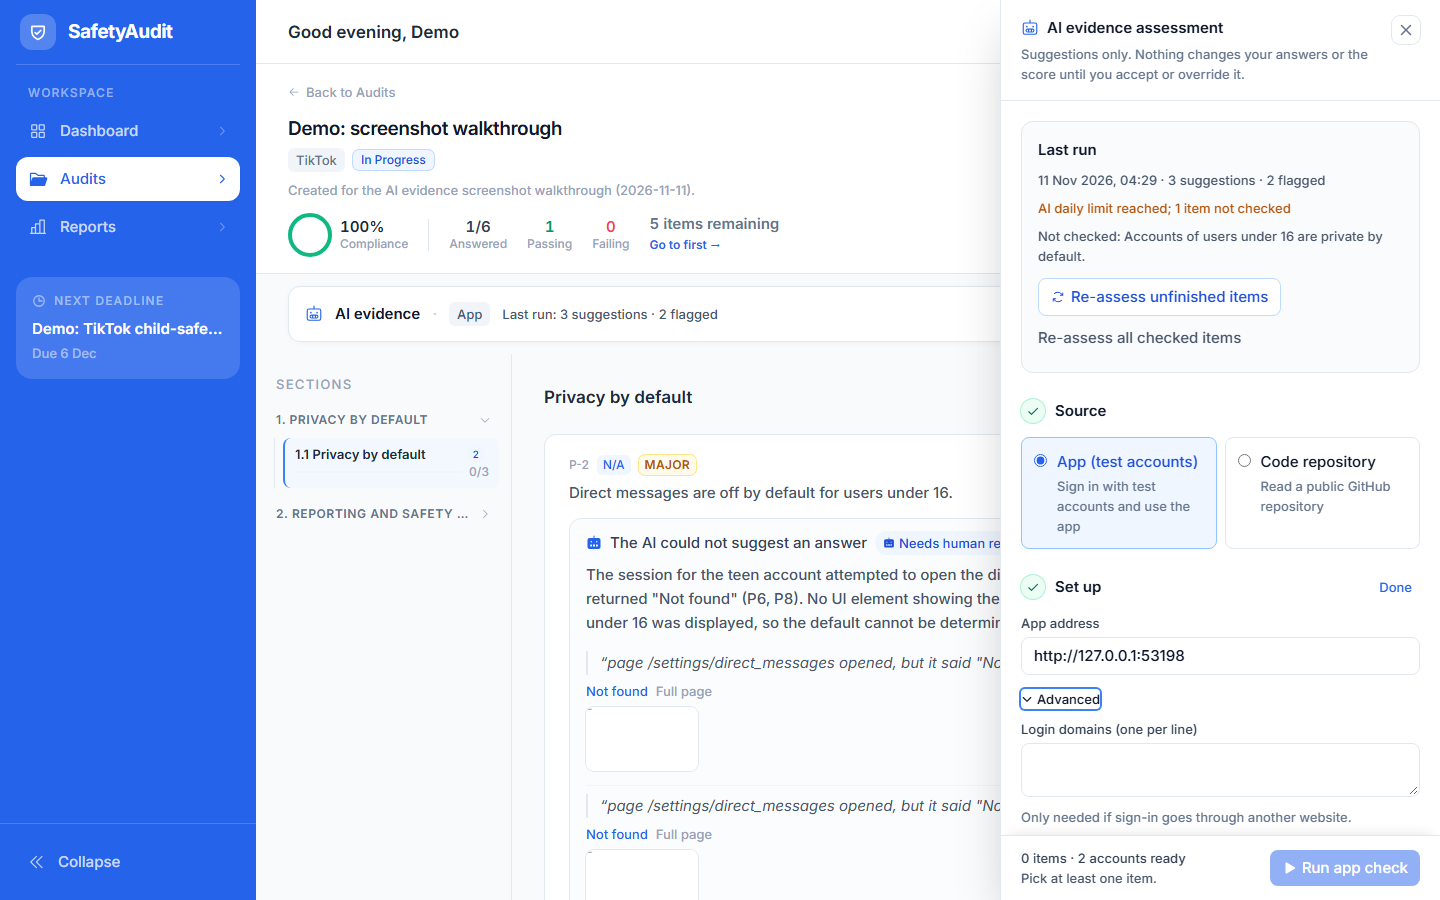 SafetyAudit
WORKSPACE
Dashboard
Audits
Reports
NEXT DEADLINE
Demo: TikTok child-safe...
Due 6 Dec
Collapse
Good evening, Demo
← Back to Audits
Demo: screenshot walkthrough
TikTok
In Progress
Created for the AI evidence screenshot walkthrough (2026-11-11).
100%
Compliance
1/6
Answered
1
Passing
0
Failing
5 items remaining
Go to first →
AI evidence · App Last run: 3 suggestions · 2 flagged
SECTIONS
1. PRIVACY BY DEFAULT
1.1 Privacy by default 2
0/3
2. REPORTING AND SAFETY ...
Privacy by default
P-2 N/A MAJOR
Direct messages are off by default for users under 16.
The AI could not suggest an answer Needs human re
The session for the teen account attempted to open the di
returned "Not found" (P6, P8). No UI element showing the
under 16 was displayed, so the default cannot be determin
“page /settings/direct_messages opened, but it said "No
Not found Full page
“page /settings/direct_messages opened, but it said "No
Not found Full page
AI evidence assessment
Suggestions only. Nothing changes your answers or the
score until you accept or override it.
Last run
11 Nov 2026, 04:29 · 3 suggestions · 2 flagged
AI daily limit reached; 1 item not checked
Not checked: Accounts of users under 16 are private by
default.
Re-assess unfinished items
Re-assess all checked items
Source
App (test accounts)
Sign in with test
accounts and use the
app
Code repository
Read a public GitHub
repository
Set up
Done
App address
http://127.0.0.1:53198
Advanced
Login domains (one per line)
Only needed if sign-in goes through another website.
0 items · 2 accounts ready
Pick at least one item.
Run app check